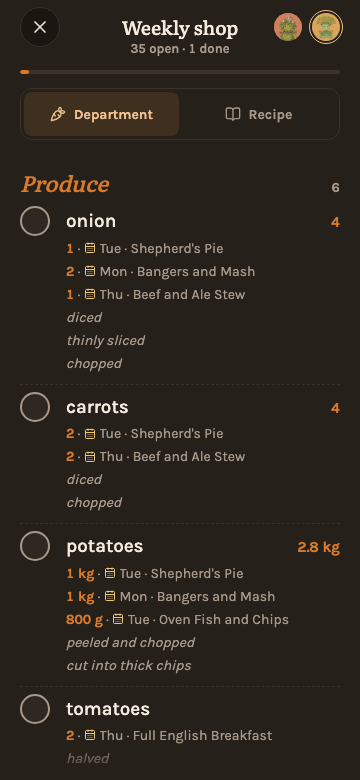 Weekly shop
35 open · 1 done
Department
Recipe
Produce
6
onion
4
1 · Tue · Shepherd's Pie
2 · Mon · Bangers and Mash
1 · Thu · Beef and Ale Stew
diced
thinly sliced
chopped
carrots
4
2 · Tue · Shepherd's Pie
2 · Thu · Beef and Ale Stew
diced
chopped
potatoes
2.8 kg
1 kg · Tue · Shepherd's Pie
1 kg · Mon · Bangers and Mash
800 g · Tue · Oven Fish and Chips
peeled and chopped
cut into thick chips
tomatoes
2 · Thu · Full English Breakfast
halved